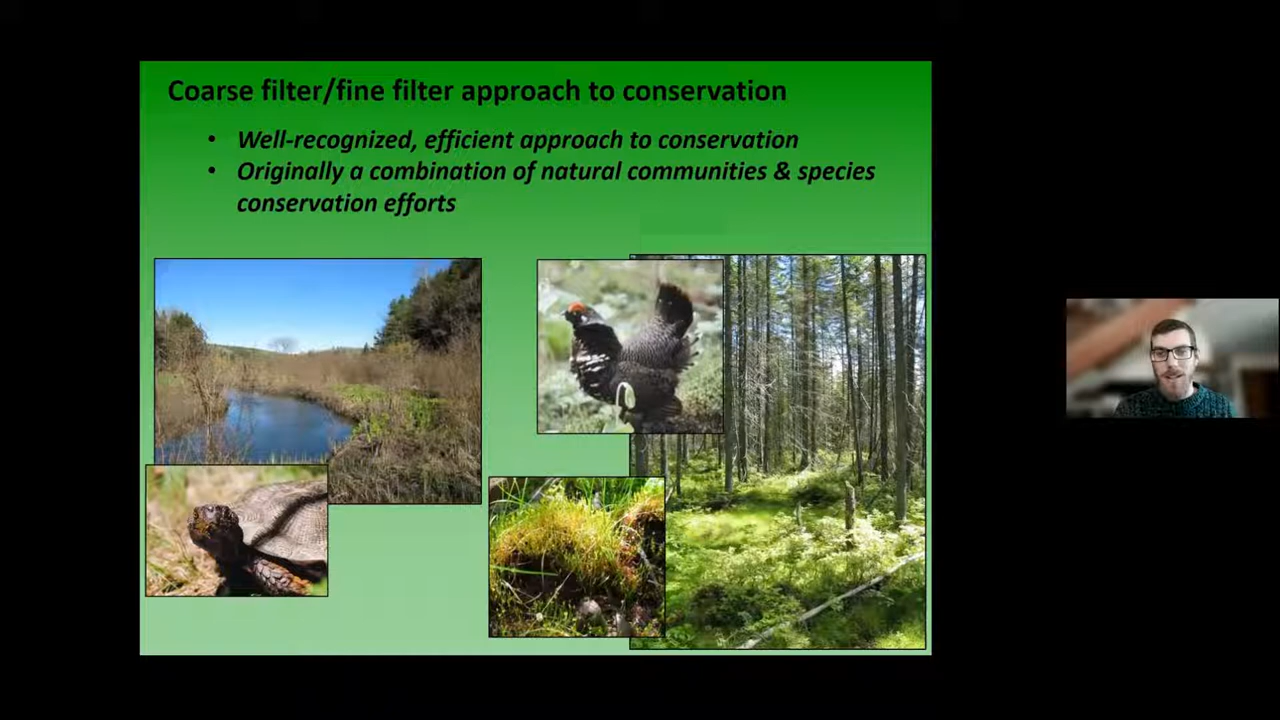 Coarse filter/fine filter approach to conservation
• Well-recognized, efficient approach to conservation
• Originally a combination of natural communities & species
conservation efforts